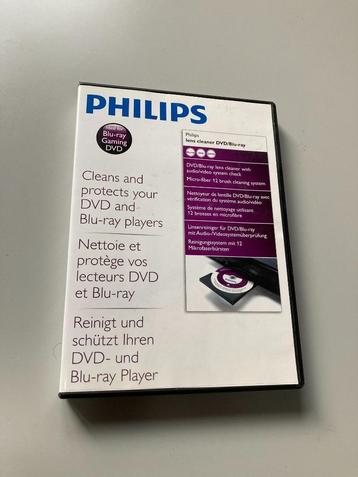 PHILIPS
Ideal for
Blu-ray
Gaming
DVD
Cleans and
protects your
DVD and
Blu-ray players
Nettoie et
protège vos
lecteurs DVD
et Blu-ray
Reinigt und
schützt Ihren
DVD- und
Blu-ray Player
Philips
lens cleaner DVD/Blu-ray
DVD/Blu-ray lens cleaner with
audio/video system check
Micro-fiber 12 brush cleaning system
Nettoyeur de lentille DVD/Blu-ray avec
vérification du système audio/vidéo
Système de nettoyage utilisant
12 brosses en microfibre
Linsenreiniger für DVD/Blu-ray
mit Audio-/Videosystemüberprüfung
Reinigungssystem mit 12
Mikrofaserbürsten